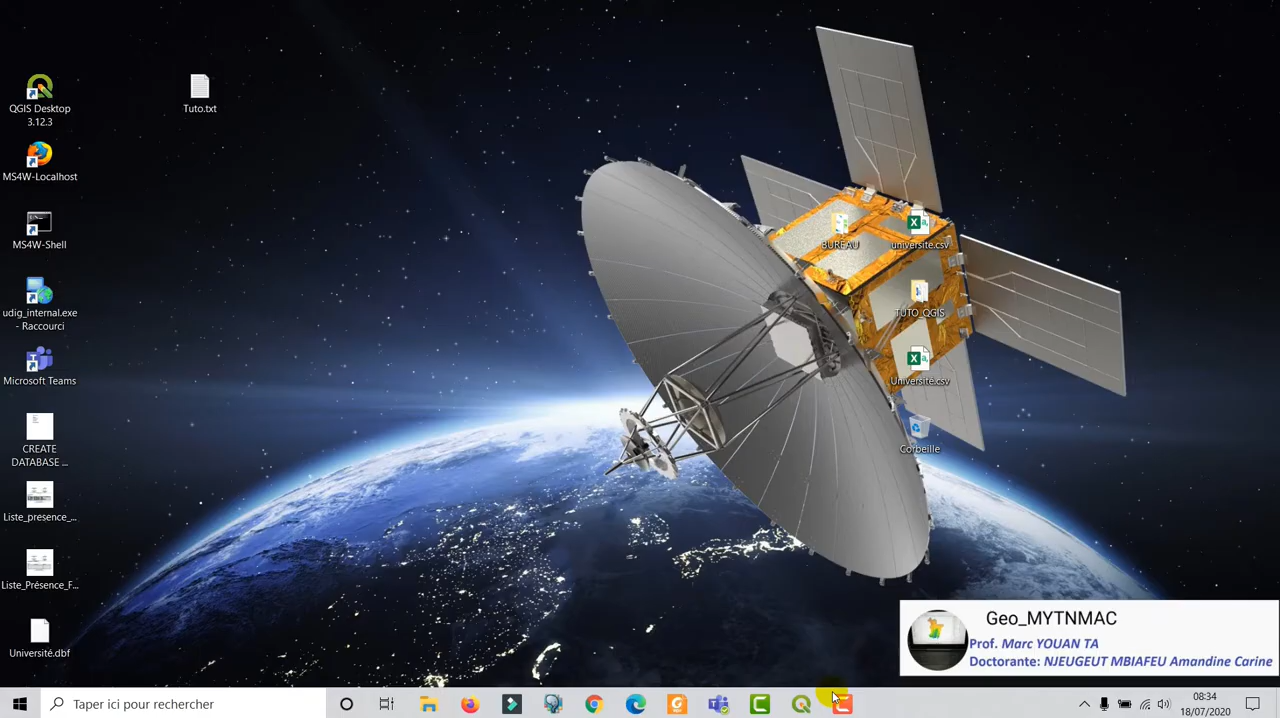 QGIS Desktop
3.12.3
Tuto.txt
MS4W-Localhost
MS4W-Shell
udig_internal.exe
- Raccourci
Microsoft Teams
CREATE
DATABASE ...
Liste_presence_...
Liste_Présence_F...
Université.dbf
BUREAU
universite.csv
TUTO_QGIS
Universite.csv
Corbeille
Geo_MYTNMAC
Prof. Marc YOUAN TA
Doctorante: NJEUGEUT MBIAFEU Amandine Carine
Taper ici pour rechercher
08:34
18/07/2020